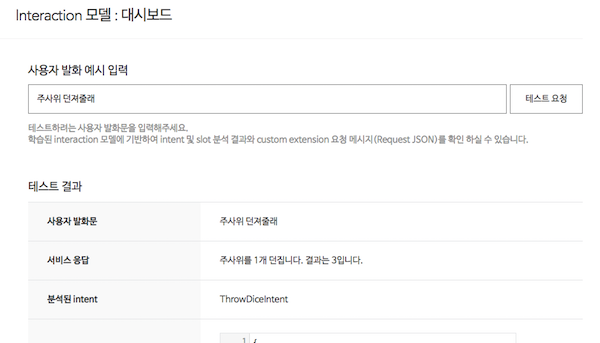 Interaction 모델 : 대시보드
사용자 발화 예시 입력
주사위 던져줄래
테스트 요청
테스트하려는 사용자 발화문을 입력해주세요.
학습된 interaction 모델에 기반하여 intent 및 slot 분석 결과와 custom extension 요청 메시지(Request JSON)를 확인 하실 수 있습니다.
테스트 결과
사용자 발화문 주사위 던져줄래
서비스 응답 주사위를 1개 던집니다. 결과는 3입니다.
분석된 intent ThrowDiceIntent
1 {